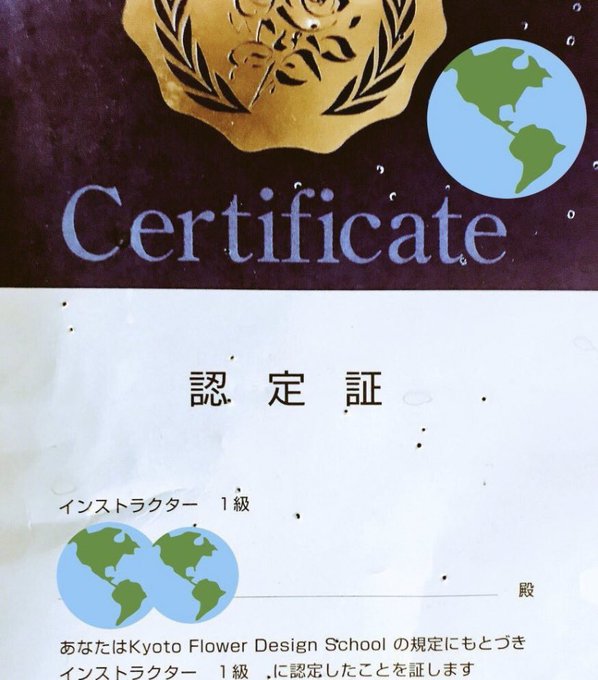 Certificate
認定証
インストラクター 1級
殿
あなたはKyoto Flower Design School の規定にもとづき
インストラクター 1級 に認定したことを証します